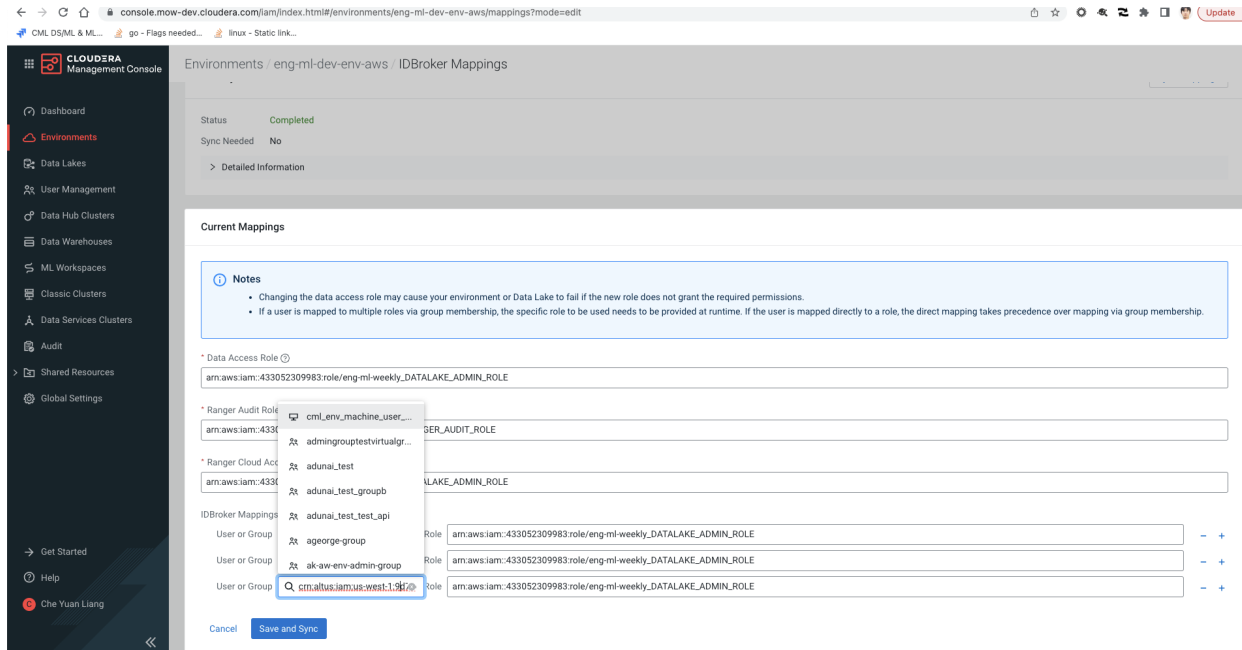 console.mow-dev.cloudera.com/iam/index.html#/environments/eng-ml-dev-env-aws/mappings?mode=edit
Update
CML DS/ML & ML... go - Flags needed... linux - Static link...
CLOUDERA
Management Console
Environments / eng-ml-dev-env-aws / IDBroker Mappings
Dashboard
Environments
Data Lakes
User Management
Data Hub Clusters
Data Warehouses
ML Workspaces
Classic Clusters
Data Services Clusters
Audit
Shared Resources
Global Settings
Get Started
Help
C Che Yuan Liang
Status Completed
Sync Needed No
Detailed Information
Current Mappings
Notes
• Changing the data access role may cause your environment or Data Lake to fail if the new role does not grant the required permissions.
• If a user is mapped to multiple roles via group membership, the specific role to be used needs to be provided at runtime. If the user is mapped directly to a role, the direct mapping takes precedence over mapping via group membership.
* Data Access Role
arn:aws:iam::433052309983:role/eng-ml-weekly_DATALAKE_ADMIN_ROLE
* Ranger Audit Role
arn:aws:iam::4330 GER_AUDIT_ROLE
* Ranger Cloud Acc
arn:aws:iam::4330 ALAKE_ADMIN_ROLE
IDBroker Mappings
cml_env_machine_user_...
admingrouptestvirtualgr...
adunai_test
adunai_test_groupb
adunai_test_test_api
ageorge-group
ak-aw-env-admin-group
User or Group Role arn:aws:iam::433052309983:role/eng-ml-weekly_DATALAKE_ADMIN_ROLE − +
User or Group Role arn:aws:iam::433052309983:role/eng-ml-weekly_DATALAKE_ADMIN_ROLE − +
User or Group crn:altus:iam:us-west-1:9d Role arn:aws:iam::433052309983:role/eng-ml-weekly_DATALAKE_ADMIN_ROLE − +
Cancel Save and Sync